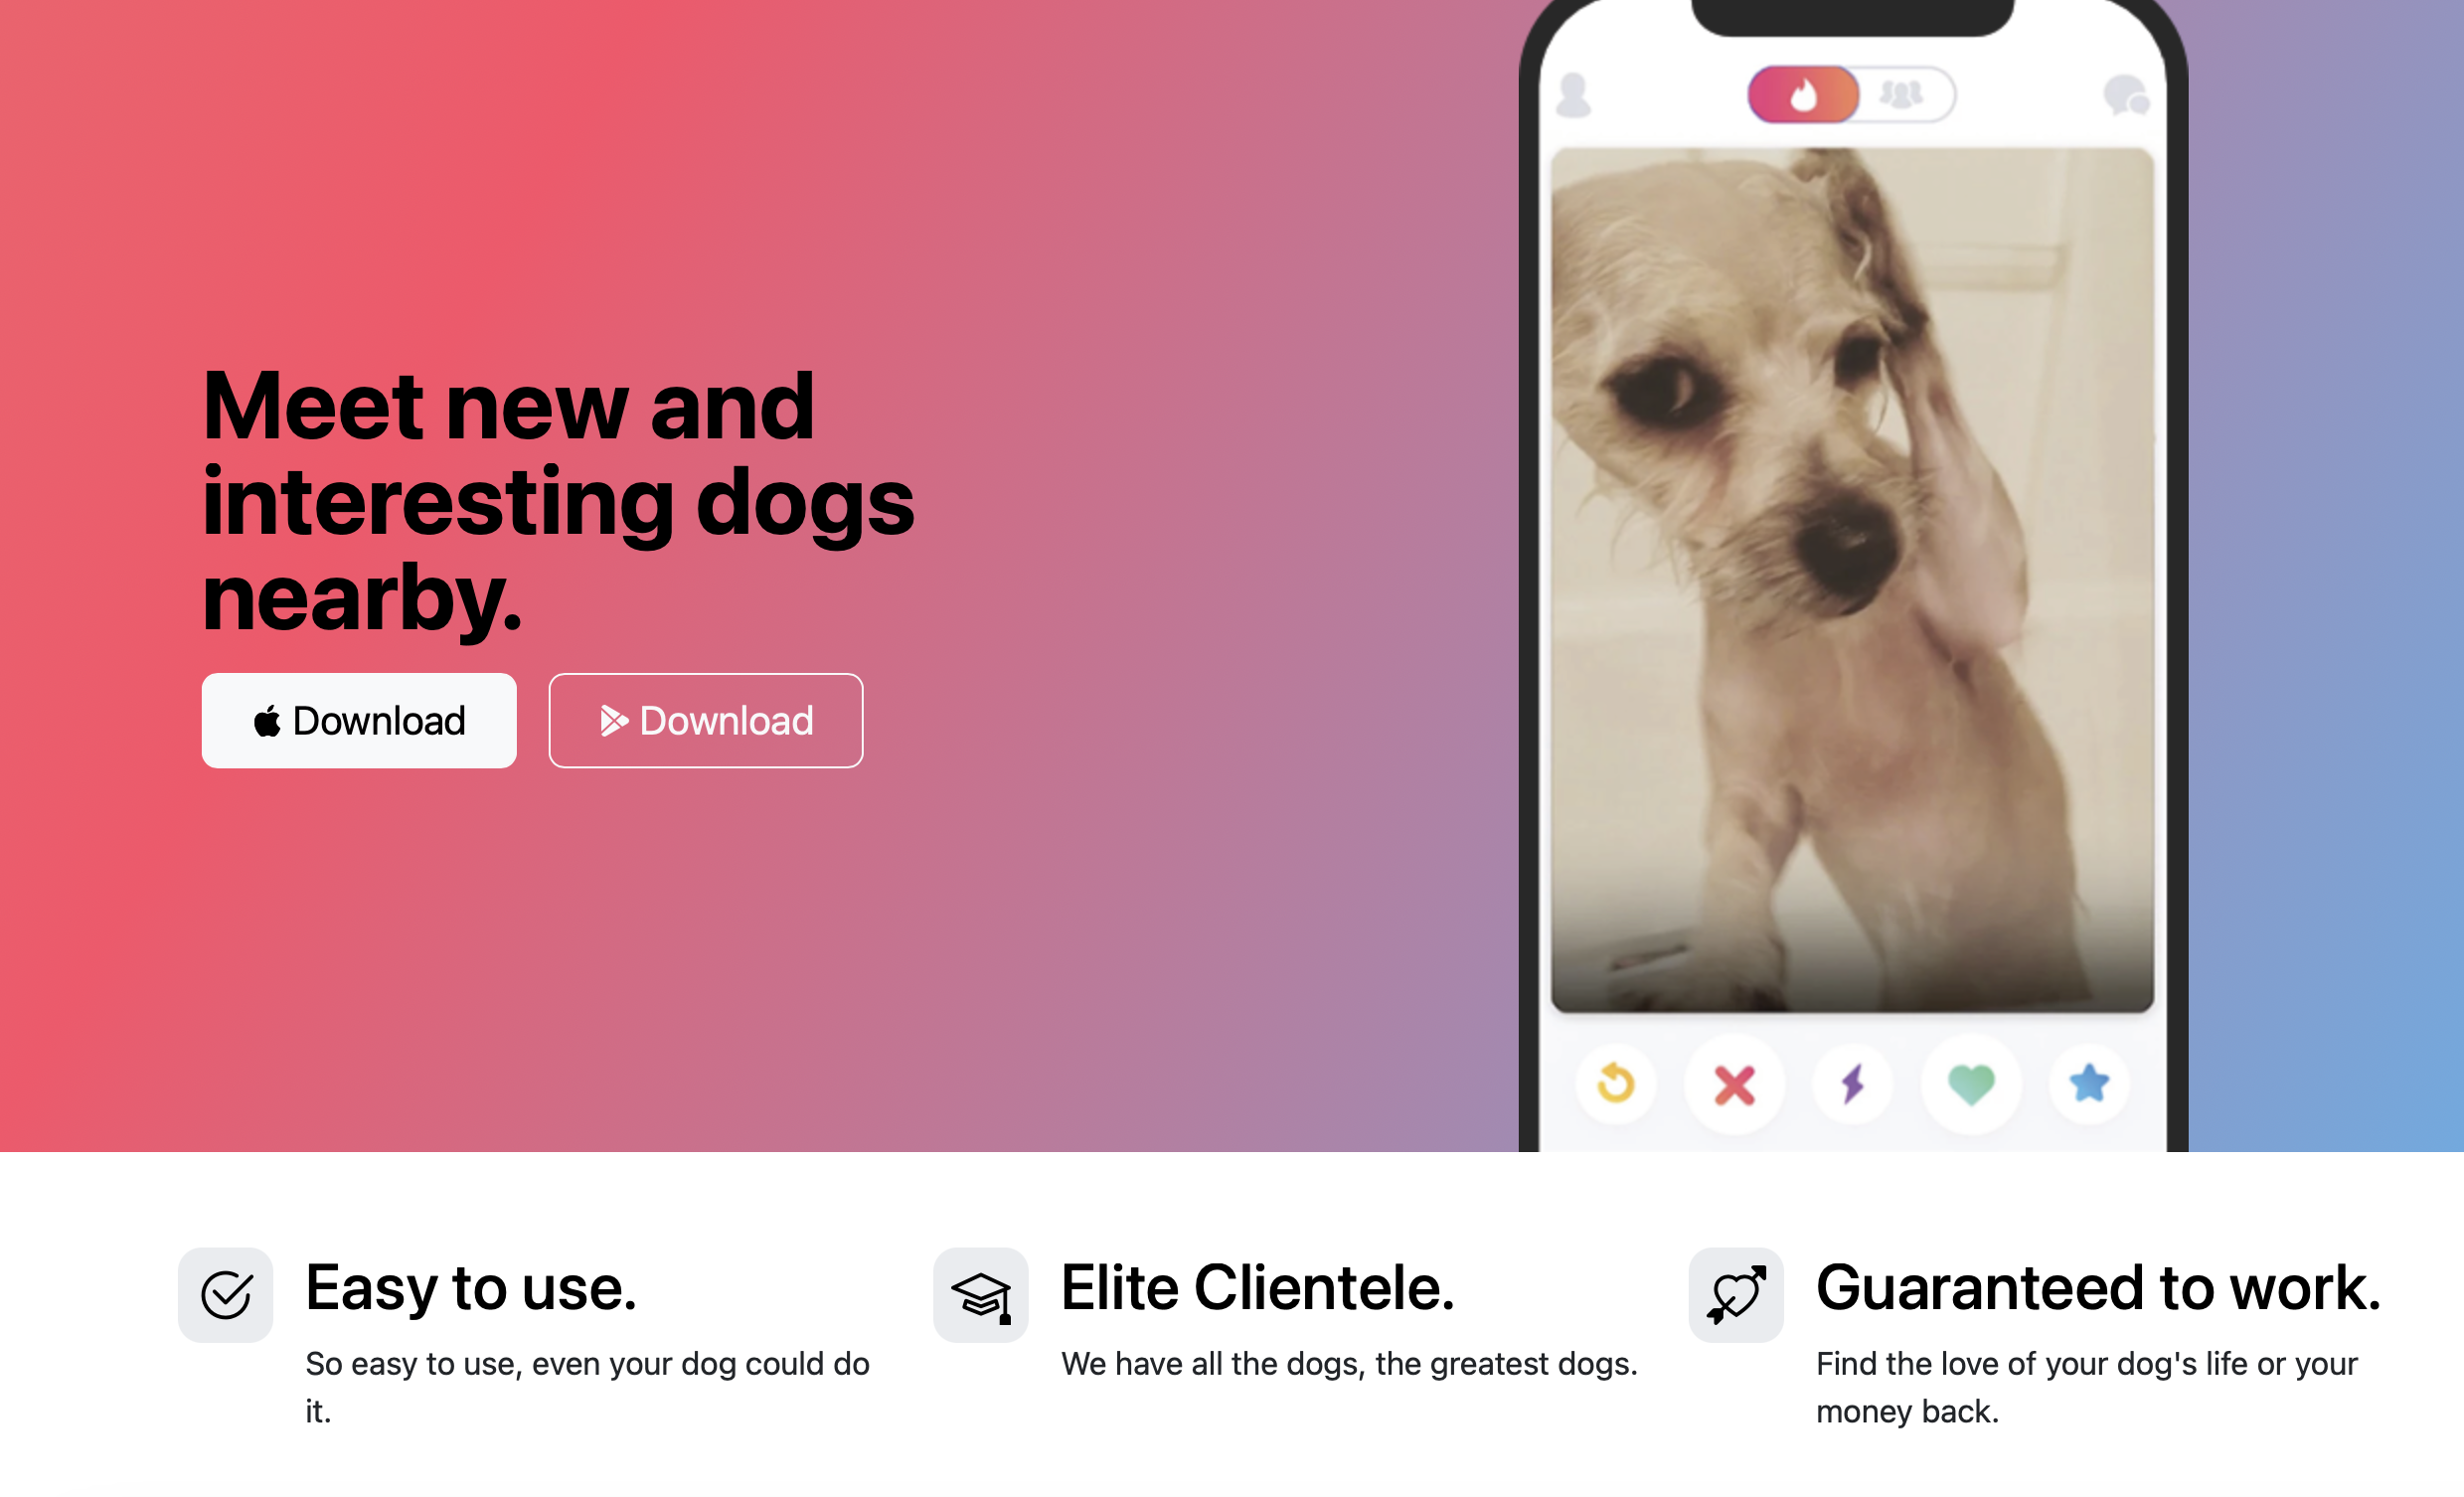 Meet new and
interesting dogs
nearby.
Download
Download
Easy to use.
So easy to use, even your dog could do
it.
Elite Clientele.
We have all the dogs, the greatest dogs.
Guaranteed to work.
Find the love of your dog's life or your
money back.